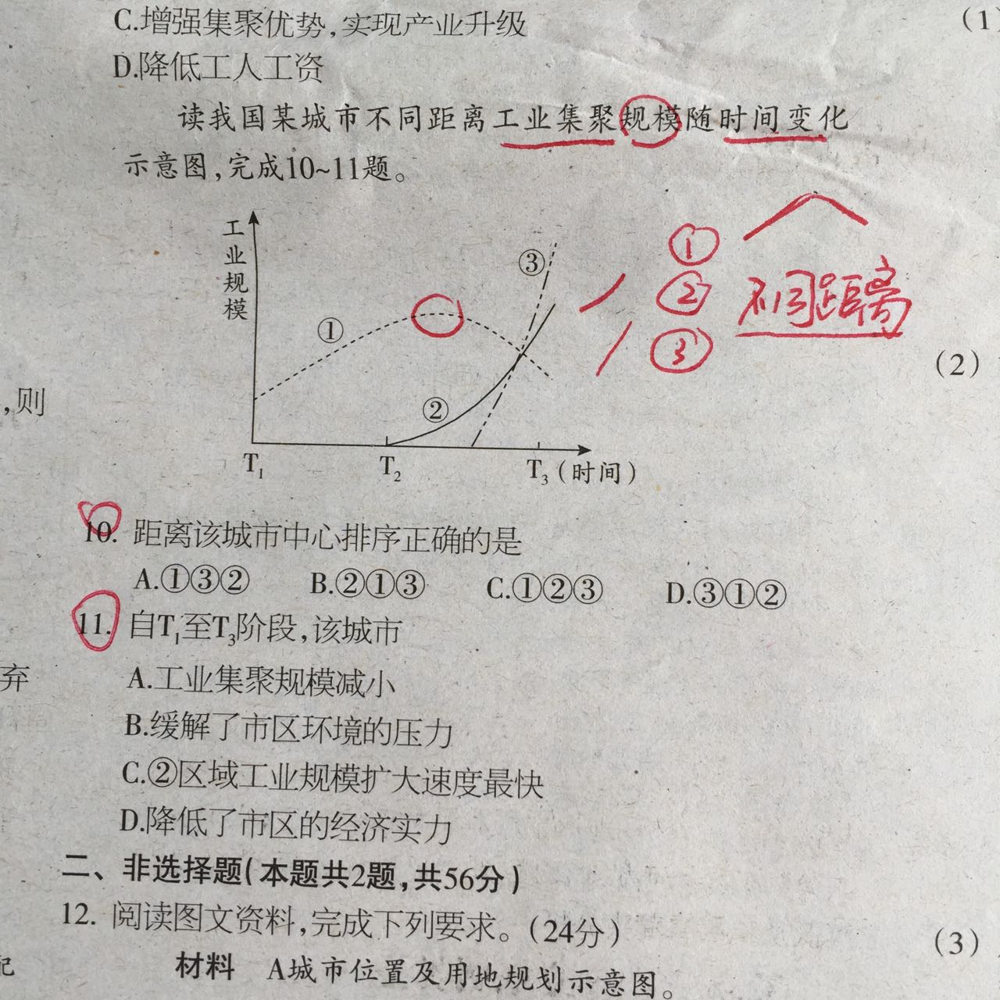 C.增强集聚优势,实现产业升级
(1)
D.降低工人工资
读我国某城市不同距离工业集聚规模随时间变化
示意图,完成10~11题。
工业规模
③
①
②
T₁ T₂ T₃ (时间)
①
②
③
不同距离
(2)
,则
10. 距离该城市中心排序正确的是
A.①③② B.②①③ C.①②③ D.③①②
11. 自T₁至T₃阶段,该城市
弃
A.工业集聚规模减小
B.缓解了市区环境的压力
C.②区域工业规模扩大速度最快
D.降低了市区的经济实力
二、非选择题(本题共2题,共56分)
12. 阅读图文资料,完成下列要求。(24分)
(3)
材料 A城市位置及用地规划示意图。